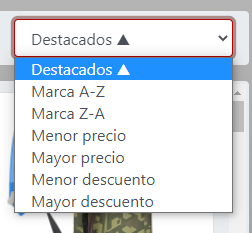 Destacados ▲
Destacados ▲
Marca A-Z
Marca Z-A
Menor precio
Mayor precio
Menor descuento
Mayor descuento